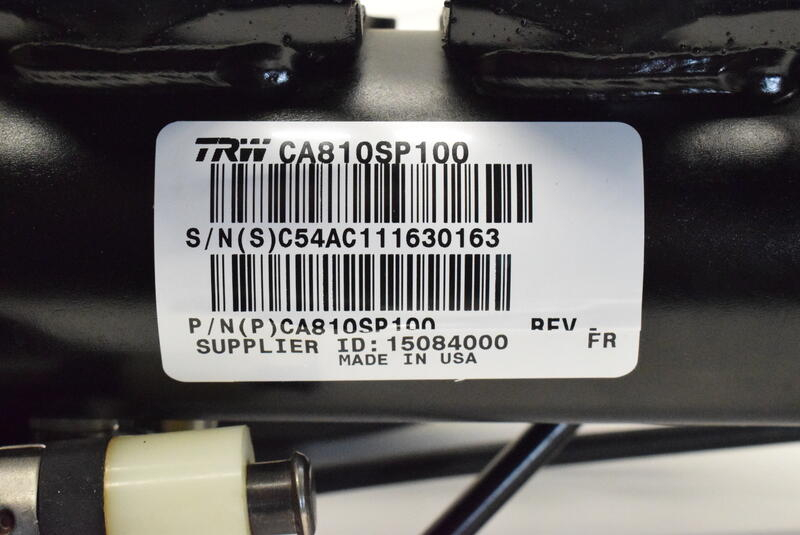 TRW CA810SP100
S/N(S)C54AC111630163
P/N(P)CA810SP100 REV -
SUPPLIER ID:15084000 FR
MADE IN USA